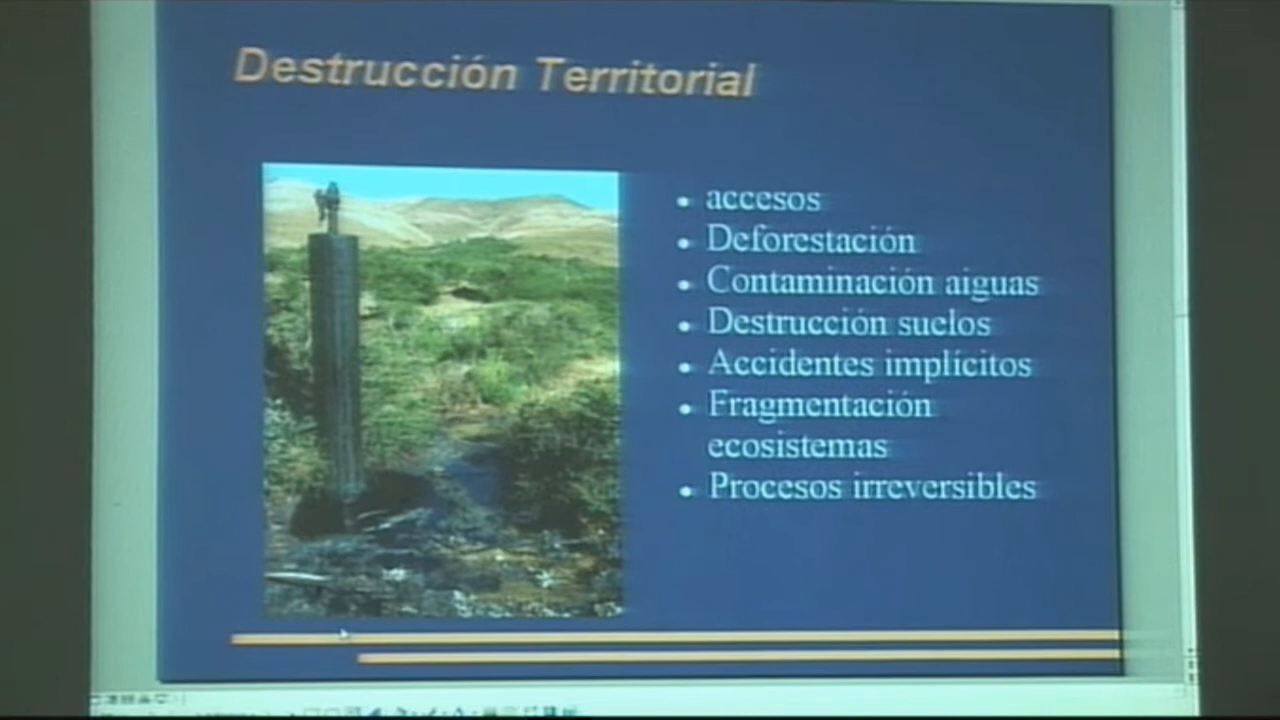 Destrucción Territorial
accesos
Deforestación
Contaminación aiguas
Destrucción suelos
Accidentes implícitos
Fragmentación
ecosistemas
Procesos irreversibles